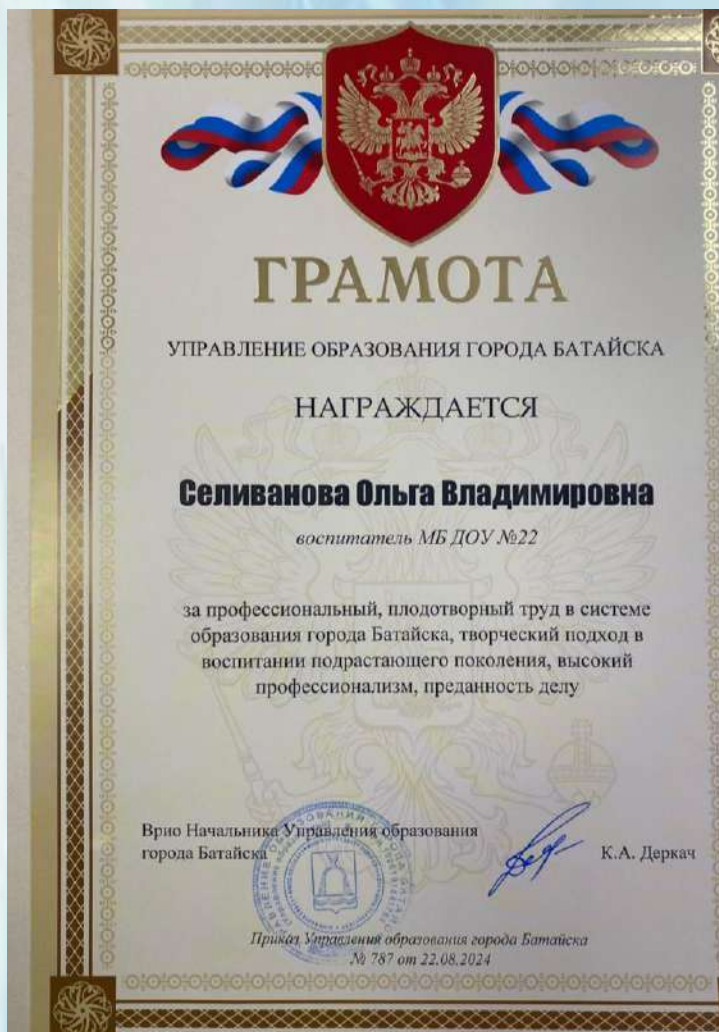 ГРАМОТА
УПРАВЛЕНИЕ ОБРАЗОВАНИЯ ГОРОДА БАТАЙСКА
НАГРАЖДАЕТСЯ
Селиванова Ольга Владимировна
воспитатель МБ ДОУ №22
за профессиональный, плодотворный труд в системе
образования города Батайска, творческий подход в
воспитании подрастающего поколения, высокий
профессионализм, преданность делу
Врио Начальника Управления образования
города Батайска
К.А. Деркач
Приказ Управления образования города Батайска
№ 787 от 22.08.2024